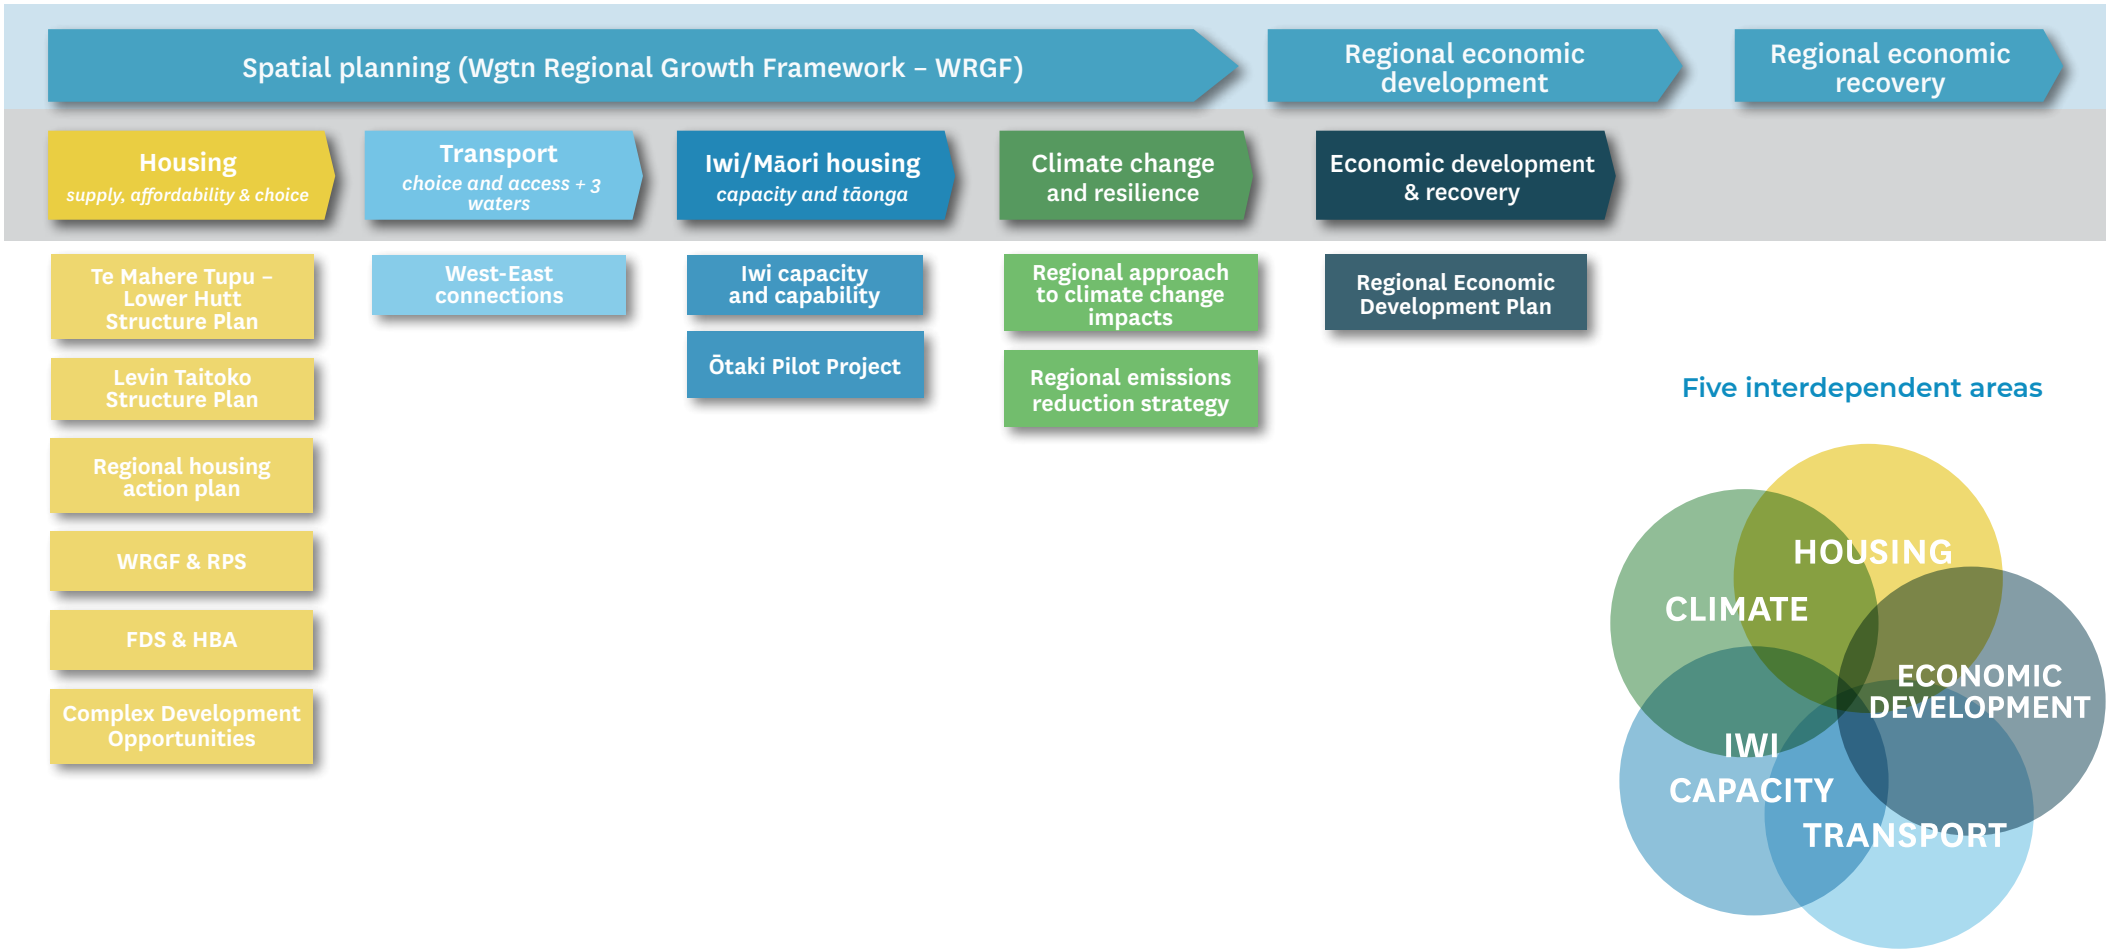 Spatial planning (Wgtn Regional Growth Framework – WRGF)
Regional economic
development
Regional economic
recovery
Housing
supply, affordability & choice
Transport
choice and access + 3
waters
Iwi/Māori housing
capacity and tāonga
Climate change
and resilience
Economic development
& recovery
Te Mahere Tupu –
Lower Hutt
Structure Plan
Levin Taitoko
Structure Plan
Regional housing
action plan
WRGF & RPS
FDS & HBA
Complex Development
Opportunities
West-East
connections
Iwi capacity
and capability
Ōtaki Pilot Project
Regional approach
to climate change
impacts
Regional emissions
reduction strategy
Regional Economic
Development Plan
Five interdependent areas
HOUSING
CLIMATE
ECONOMIC
DEVELOPMENT
IWI
CAPACITY
TRANSPORT